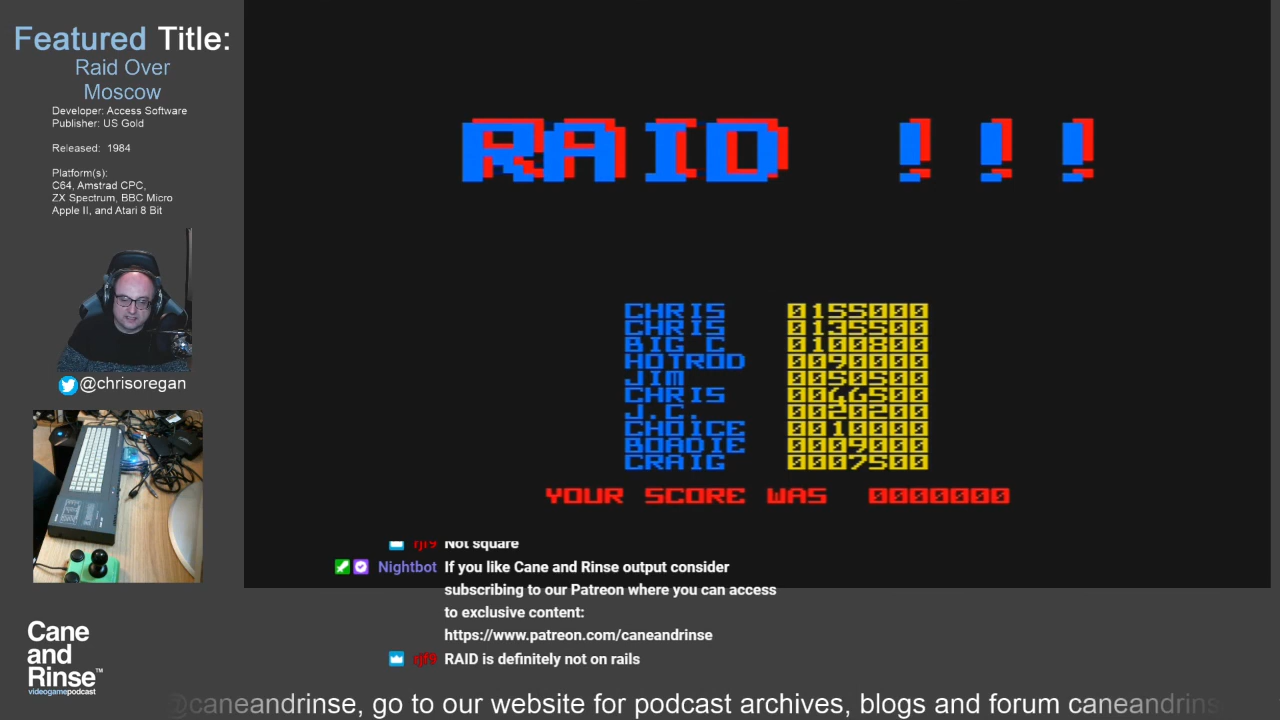 Featured Title:
Raid Over
Moscow
Developer: Access Software
Publisher: US Gold
Released: 1984
Platform(s):
C64, Amstrad CPC,
ZX Spectrum, BBC Micro
Apple II, and Atari 8 Bit
@chrisoregan
RAID !!!
CHRIS 0155000
CHRIS 0135500
BIG C 0100800
HOTROD 0090000
JIM 0050500
CHRIS 0044500
J.C. 0020200
CHOICE 0010000
BOADIE 0009000
CRAIG 0007500
YOUR SCORE WAS 0000000
rjf9 Not square
Nightbot If you like Cane and Rinse output consider
subscribing to our Patreon where you can access
to exclusive content:
https://www.patreon.com/caneandrinse
rjf9 RAID is definitely not on rails
Cane
and
Rinse™
videogamepodcast
@caneandrinse, go to our website for podcast archives, blogs and forum caneandrins